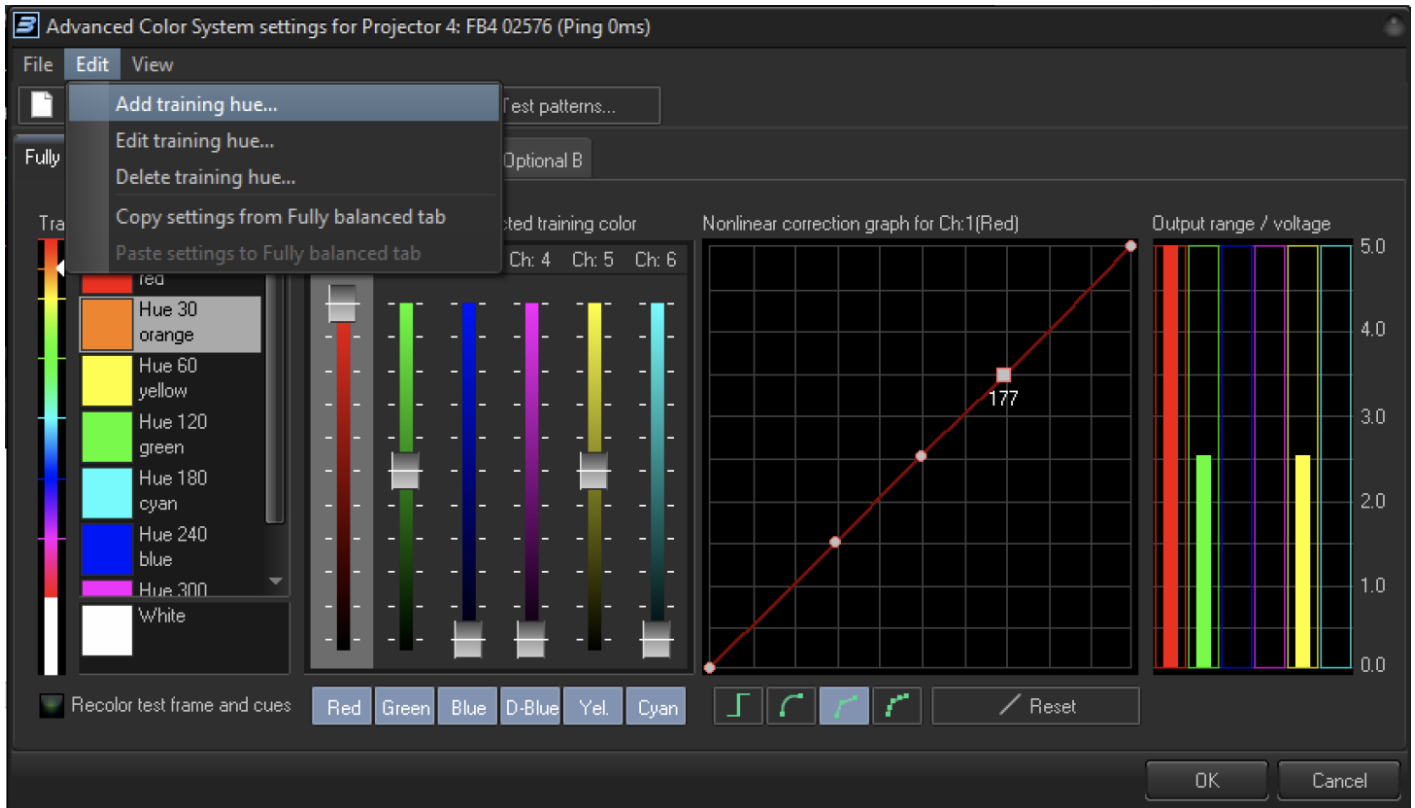 Advanced Color System settings for Projector 4: FB4 02576 (Ping 0ms)
File Edit View
Add training hue...
Edit training hue...
Delete training hue...
Copy settings from Fully balanced tab
Paste settings to Fully balanced tab
Test patterns...
Fully
Optional B
Tra
cted training color
Nonlinear correction graph for Ch:1(Red)
Output range / voltage
Ch: 4 Ch: 5 Ch: 6
red
Hue 30
orange
Hue 60
yellow
Hue 120
green
Hue 180
cyan
Hue 240
blue
Hue 300
White
177
5.0
4.0
3.0
2.0
1.0
0.0
Recolor test frame and cues
Red Green Blue D-Blue Yel. Cyan
Reset
OK Cancel